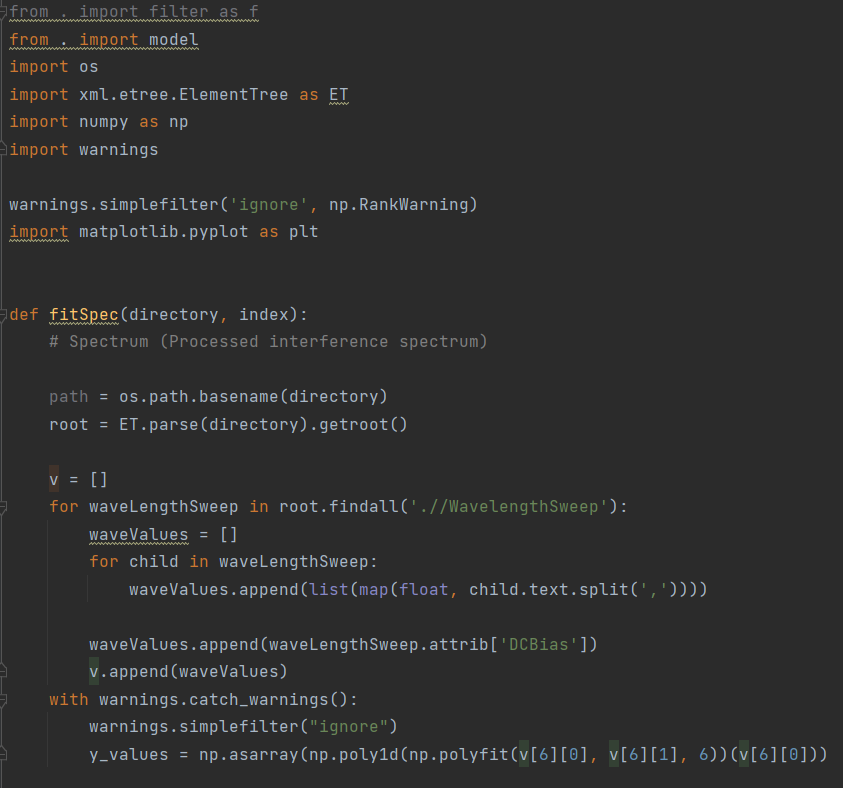 from . import filter as f
from . import model
import os
import xml.etree.ElementTree as ET
import numpy as np
import warnings
warnings.simplefilter('ignore', np.RankWarning)
import matplotlib.pyplot as plt
def fitSpec(directory, index):
# Spectrum (Processed interference spectrum)
path = os.path.basename(directory)
root = ET.parse(directory).getroot()
v = []
for waveLengthSweep in root.findall('.//WavelengthSweep'):
waveValues = []
for child in waveLengthSweep:
waveValues.append(list(map(float, child.text.split(','))))
waveValues.append(waveLengthSweep.attrib['DCBias'])
v.append(waveValues)
with warnings.catch_warnings():
warnings.simplefilter("ignore")
y_values = np.asarray(np.poly1d(np.polyfit(v[6][0], v[6][1], 6))(v[6][0]))